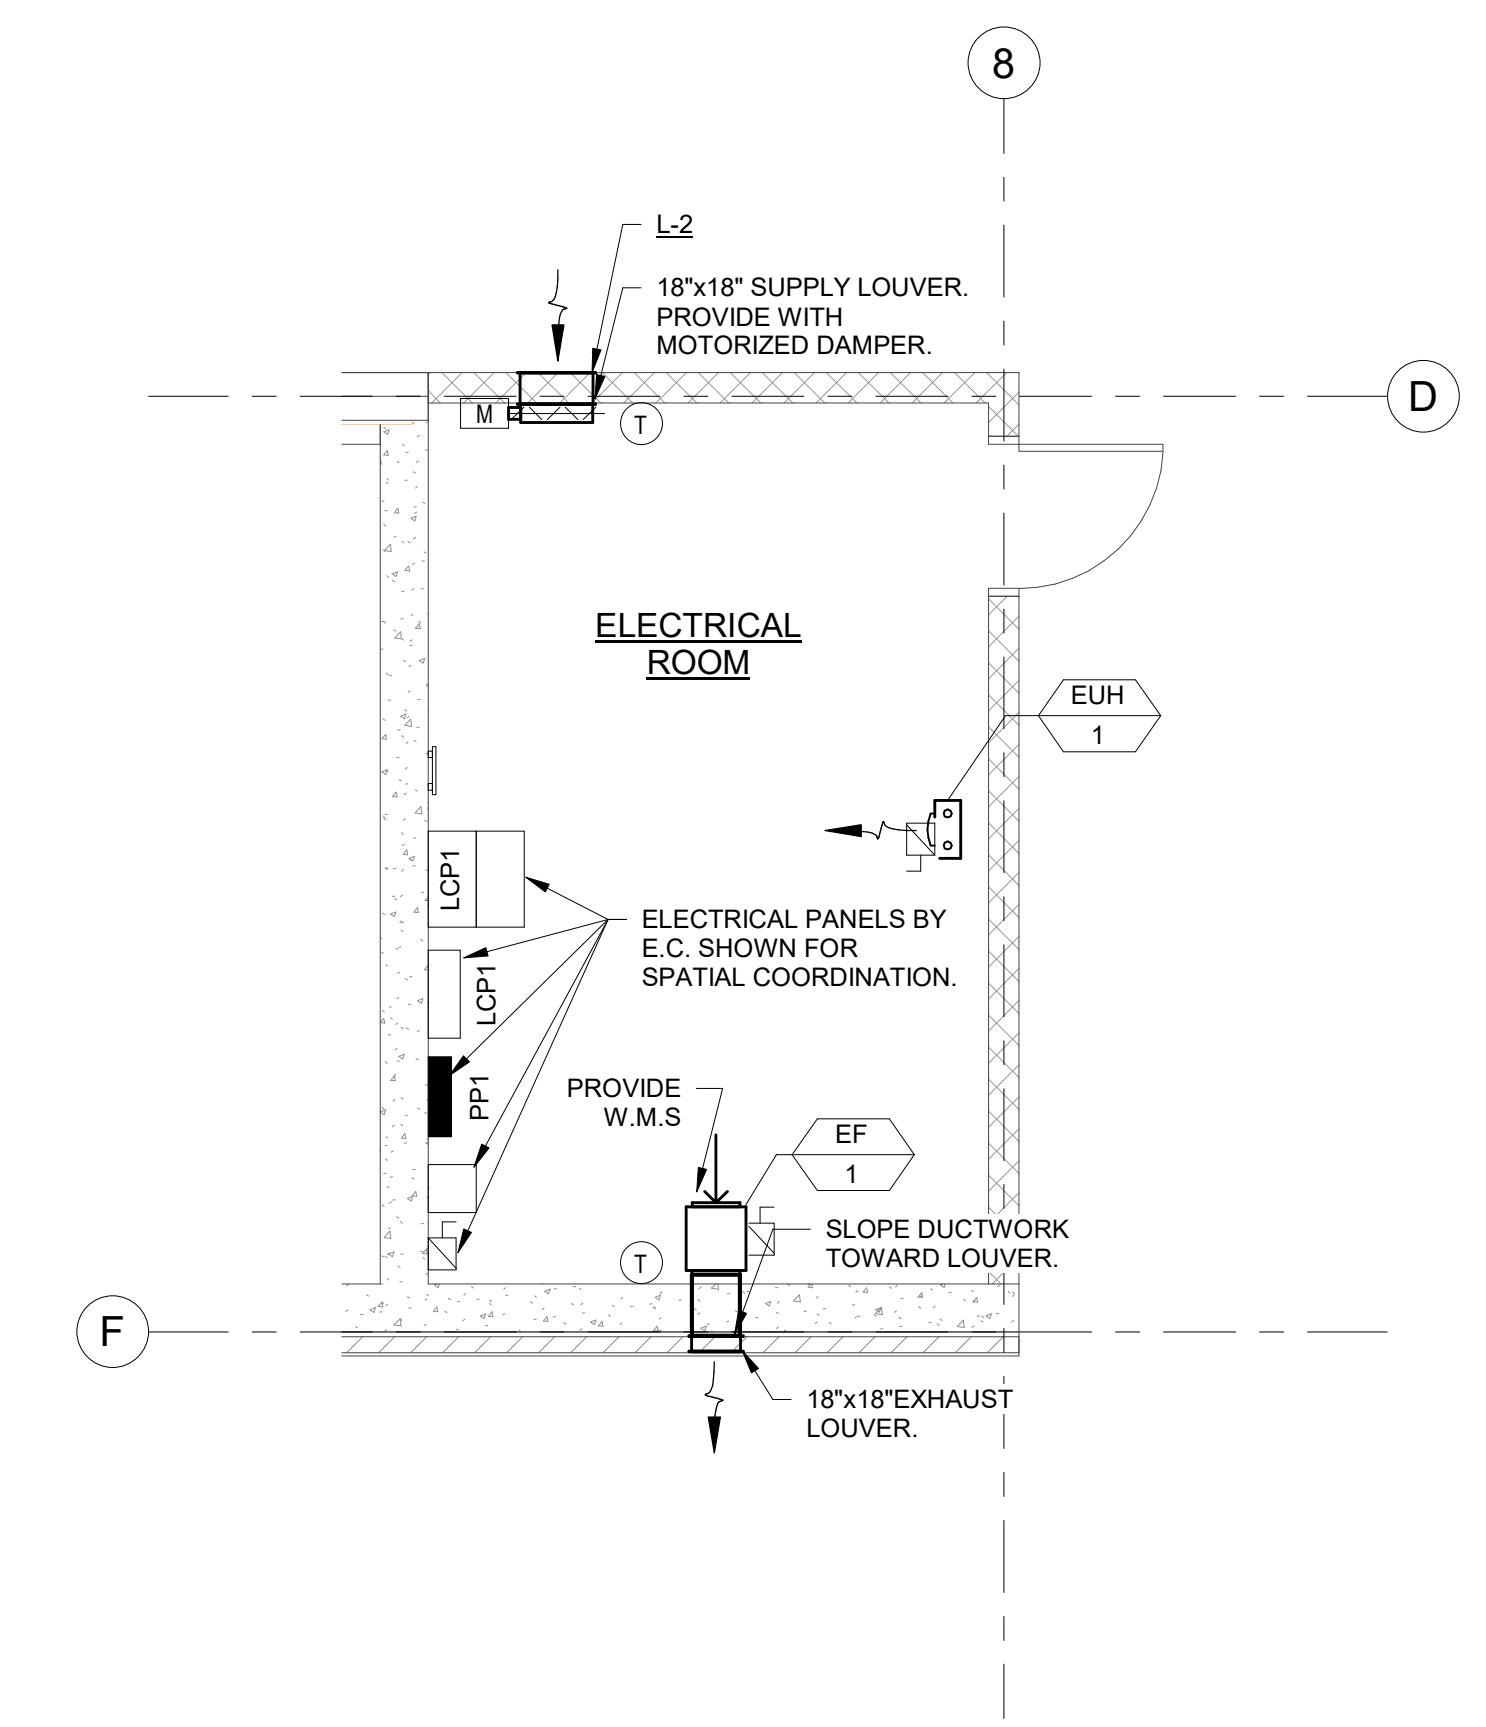 8
L-2
18"x18" SUPPLY LOUVER.
PROVIDE WITH
MOTORIZED DAMPER.
D
M
T
ELECTRICAL
ROOM
EUH
1
LCP1
ELECTRICAL PANELS BY
E.C. SHOWN FOR
SPATIAL COORDINATION.
LCP1
PP1
PROVIDE
W.M.S
EF
1
SLOPE DUCTWORK
TOWARD LOUVER.
T
F
18"x18"EXHAUST
LOUVER.